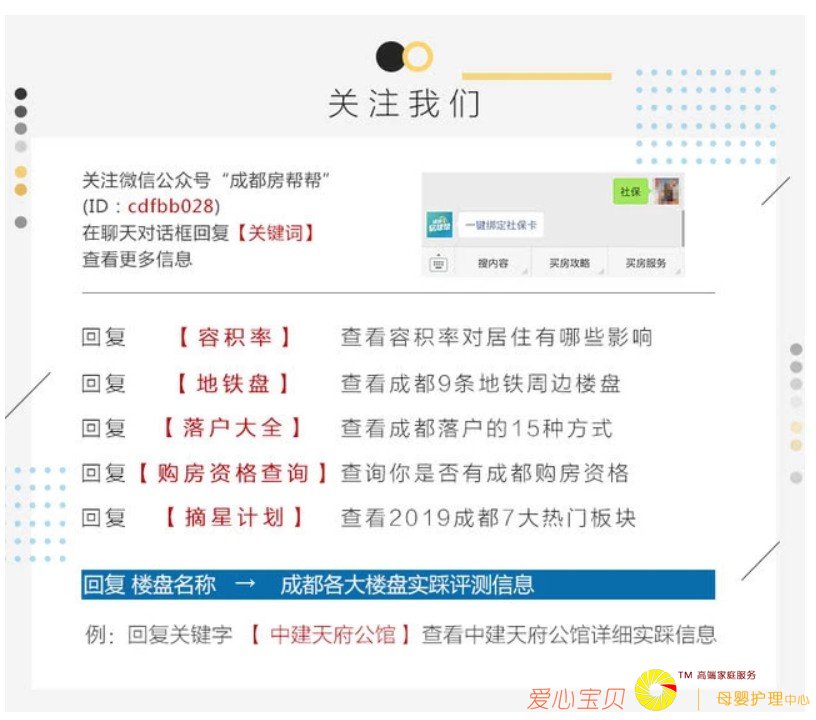 关注我们
关注微信公众号“成都房帮帮”
(ID：cdfbb028)
在聊天对话框回复【关键词】
查看更多信息
社保
一键绑定社保卡
搜内容 买房攻略 买房服务
回复 【容积率】 查看容积率对居住有哪些影响
回复 【地铁盘】 查看成都9条地铁周边楼盘
回复 【落户大全】 查看成都落户的15种方式
回复【购房资格查询】查询你是否有成都购房资格
回复 【摘星计划】 查看2019成都7大热门板块
回复 楼盘名称 → 成都各大楼盘实踩评测信息
例：回复关键字 【中建天府公馆】查看中建天府公馆详细实踩信息
爱心宝贝 TM 高端家庭服务
母婴护理中心